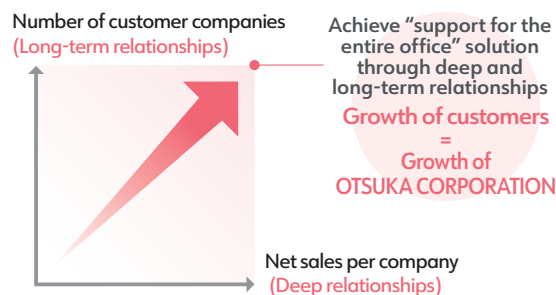 Number of customer companies
(Long-term relationships)
Achieve “support for the
entire office” solution
through deep and
long-term relationships
Growth of customers
=
Growth of
OTSUKA CORPORATION
Net sales per company
(Deep relationships)